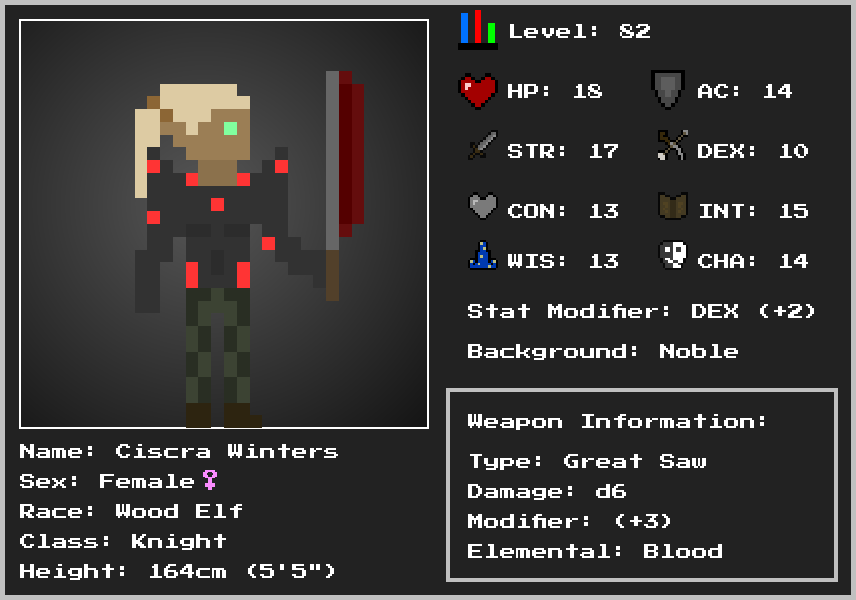 Level: 82
HP: 18 AC: 14
STR: 17 DEX: 10
CON: 13 INT: 15
WIS: 13 CHA: 14
Stat Modifier: DEX (+2)
Background: Noble
Name: Ciscra Winters
Sex: Female♀
Race: Wood Elf
Class: Knight
Height: 164cm (5'5")
Weapon Information:
Type: Great Saw
Damage: d6
Modifier: (+3)
Elemental: Blood